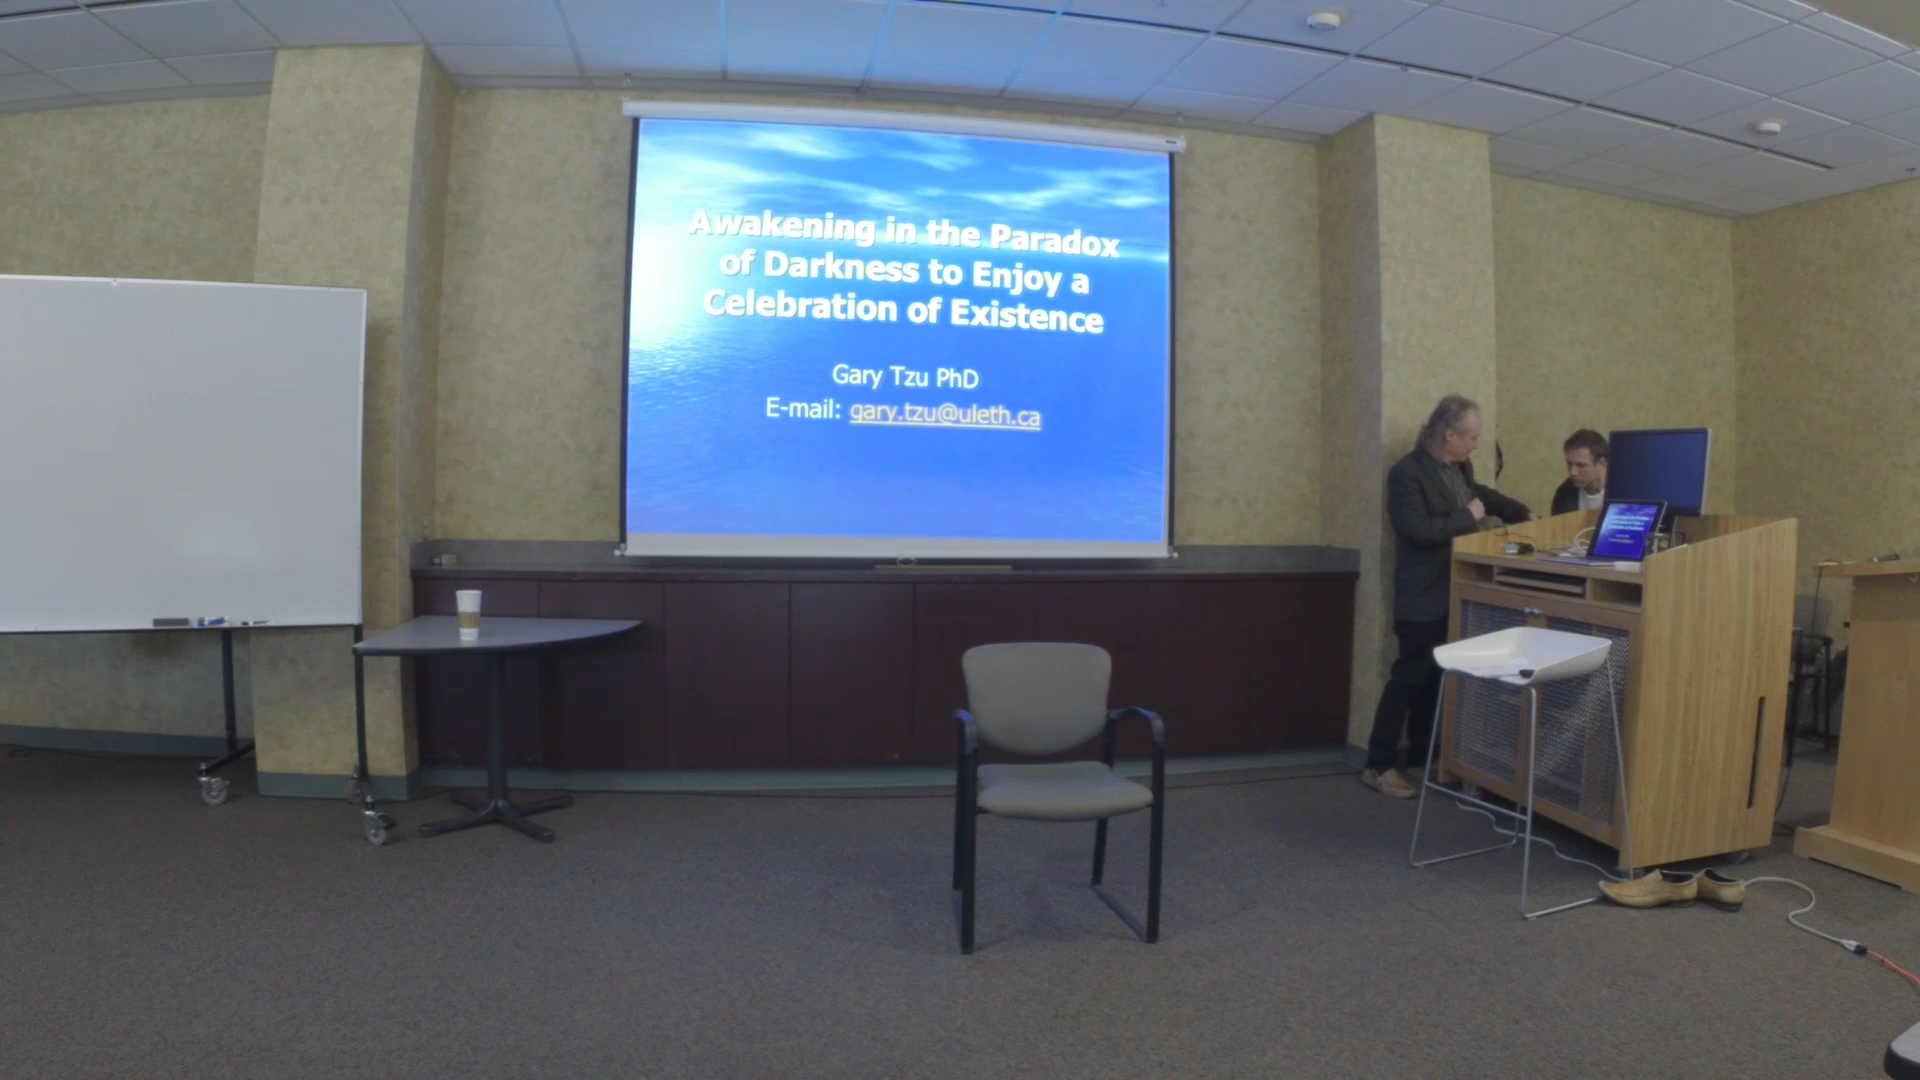 Awakening in the Paradox
of Darkness to Enjoy a
Celebration of Existence
Gary Tzu PhD
E-mail: gary.tzu@uleth.ca